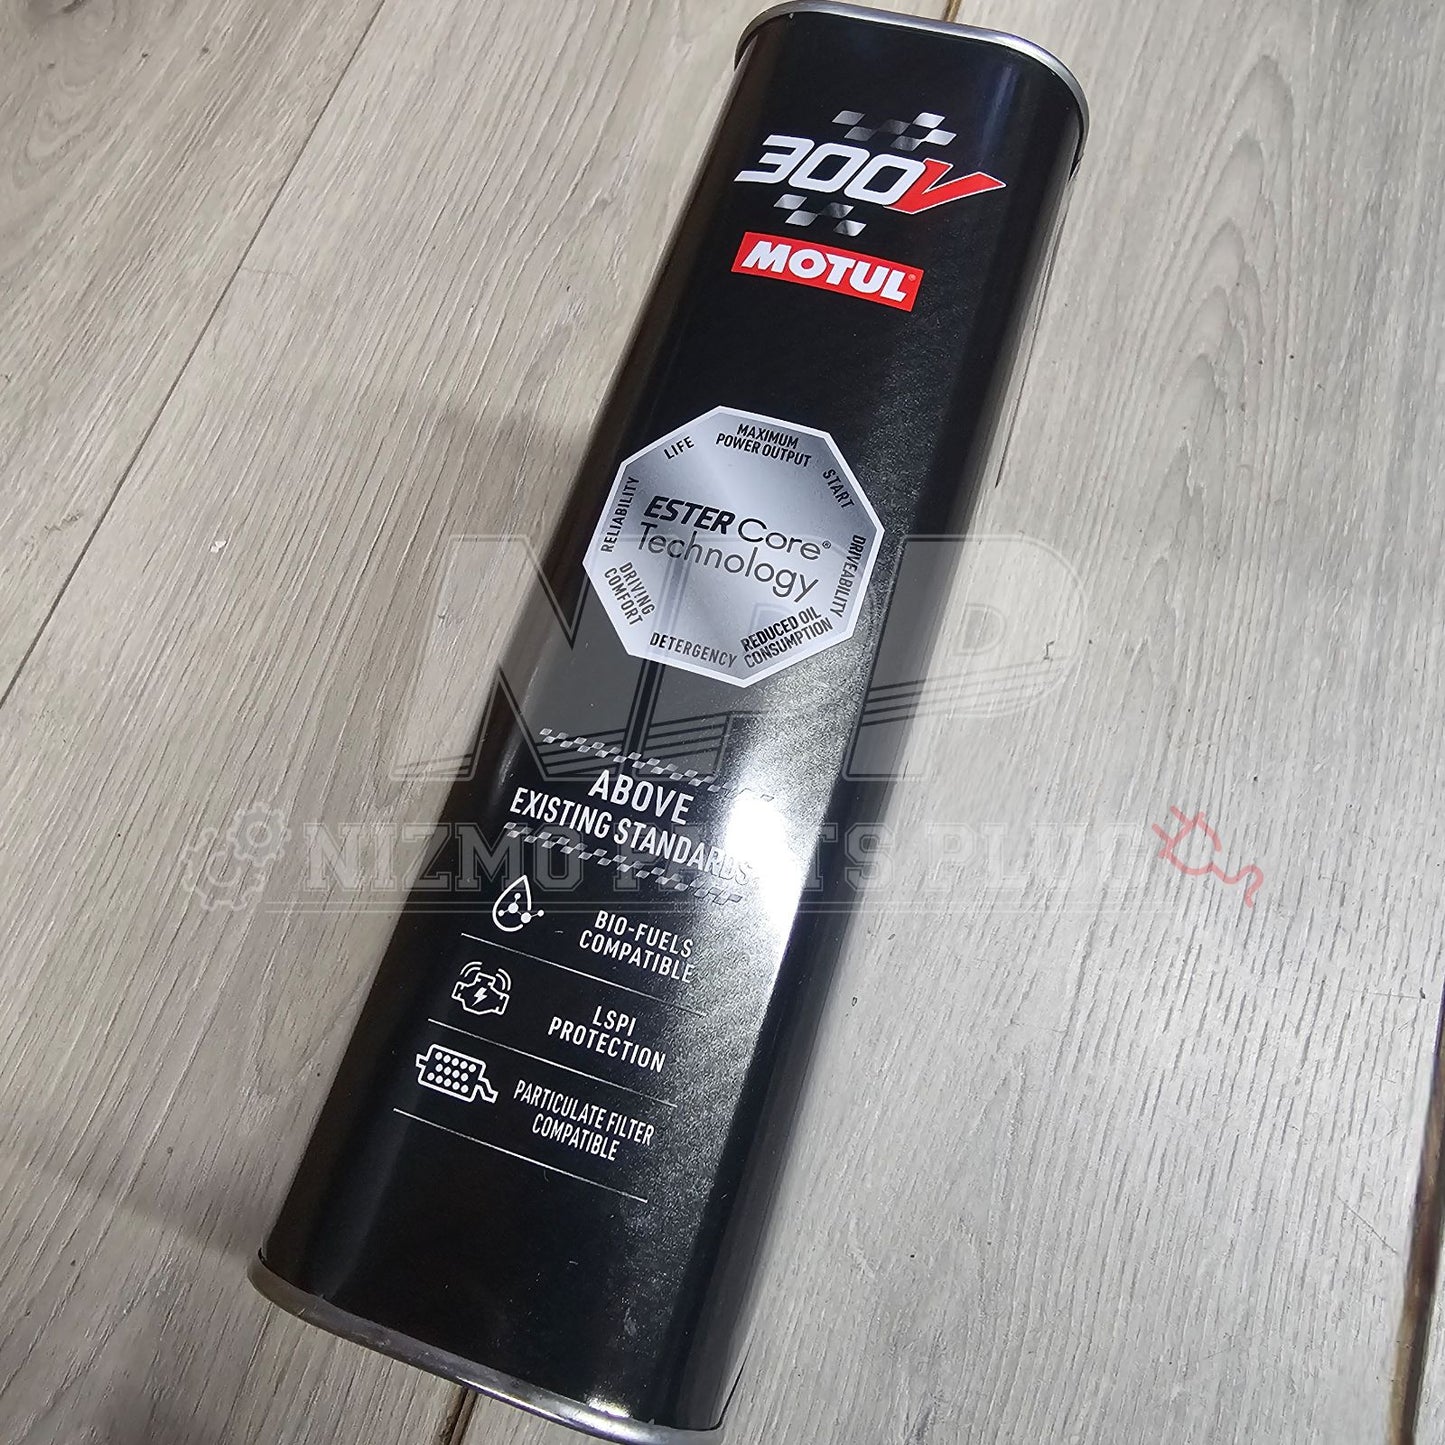 300V
MOTUL®
MAXIMUM
POWER OUTPUT
START
DRIVEABILITY
REDUCED OIL
CONSUMPTION
DETERGENCY
DRIVING
COMFORT
RELIABILITY
LIFE
ESTER Core®
Technology
NPP
ABOVE
EXISTING STANDARDS
NIZMO PARTS PLUG
BIO-FUELS
COMPATIBLE
LSPI
PROTECTION
PARTICULATE FILTER
COMPATIBLE